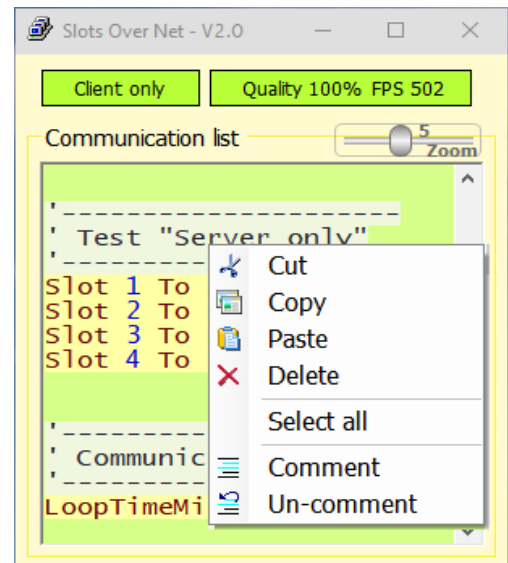 Slots Over Net - V2.0
Client only
Quality 100% FPS 502
Communication list
5
Zoom
'----------------------
' Test "Server only"
'---------
Slot 1 To
Slot 2 To
Slot 3 To
Slot 4 To
'---------
' Communic
'---------
LoopTimeMi
Cut
Copy
Paste
Delete
Select all
Comment
Un-comment